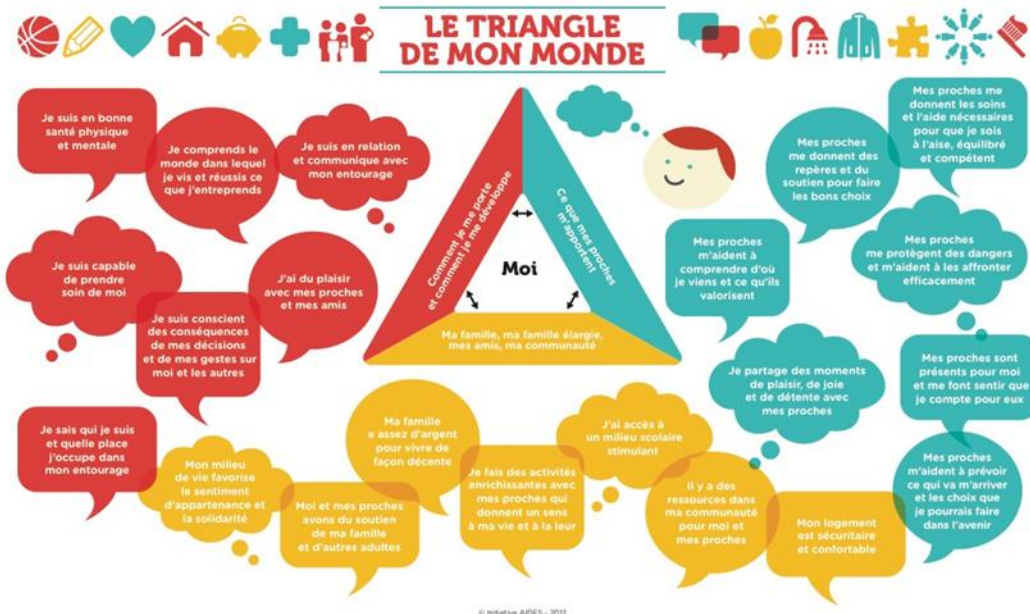 LE TRIANGLE
DE MON MONDE
Je suis en bonne
santé physique
et mentale
Je comprends le
monde dans lequel
je vis et réussis ce
que j'entreprends
Je suis en relation
et communique avec
mon entourage
Je suis capable
de prendre
soin de moi
Je suis conscient
des conséquences
de mes décisions
et de mes gestes sur
moi et les autres
J'ai du plaisir
avec mes proches
et mes amis
Je sais qui je suis
et quelle place
j'occupe dans
mon entourage
Comment je me porte
et comment je me développe
Ce que mes proches
m'apportent
Moi
Ma famille, ma famille élargie,
mes amis, ma communauté
Mes proches
me donnent des
repères et du
soutien pour faire
les bons choix
Mes proches me
donnent les soins
et l'aide nécessaires
pour que je sois
à l'aise, équilibré
et compétent
Mes proches
m'aident à
comprendre d'où
je viens et ce qu'ils
valorisent
Mes proches
me protègent des dangers
et m'aident à les affronter
efficacement
Je partage des moments
de plaisir, de joie
et de détente avec
mes proches
Mes proches sont
présents pour moi
et me font sentir que
je compte pour eux
Mes proches
m'aident à prévoir
ce qui va m'arriver
et les choix que
je pourrais faire
dans l'avenir
Mon milieu
de vie favorise
le sentiment
d'appartenance et
la solidarité
Moi et mes proches
avons du soutien
de ma famille
et d'autres adultes
Ma famille
a assez d'argent
pour vivre de
façon décente
Je fais des activités
enrichissantes avec
mes proches qui
donnent un sens
à ma vie et à la leur
J'ai accès à
un milieu scolaire
stimulant
Il y a des
ressources dans
ma communauté
pour moi et
mes proches
Mon logement
est sécuritaire
et confortable
© Initiative AIDES - 2012